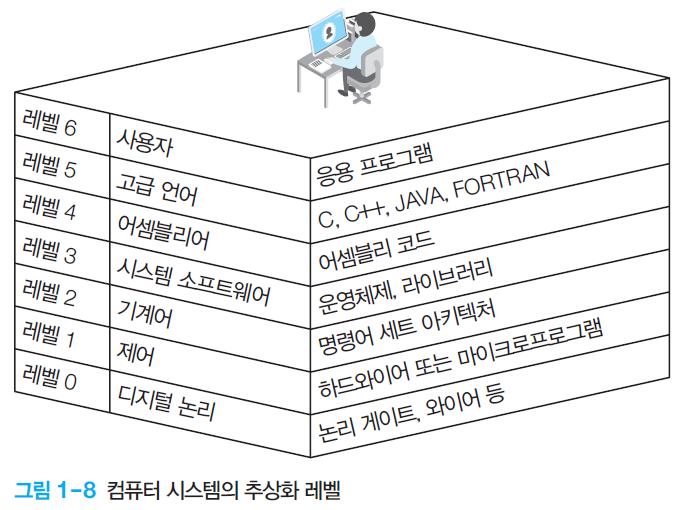 레벨 6 사용자 응용 프로그램
레벨 5 고급 언어 C, C++, JAVA, FORTRAN
레벨 4 어셈블리어 어셈블리 코드
레벨 3 시스템 소프트웨어 운영체제, 라이브러리
레벨 2 기계어 명령어 세트 아키텍처
레벨 1 제어 하드와이어 또는 마이크로프로그램
레벨 0 디지털 논리 논리 게이트, 와이어 등
그림 1-8 컴퓨터 시스템의 추상화 레벨